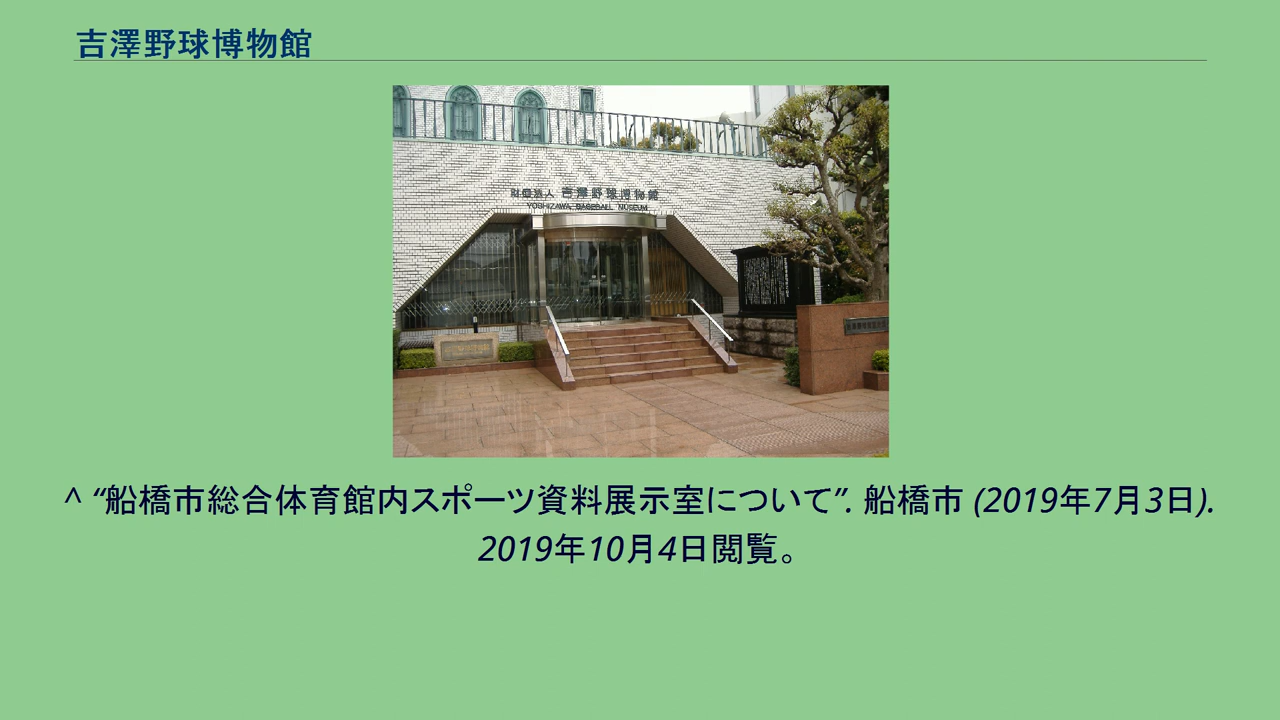 吉澤野球博物館
財団法人 吉澤野球博物館
YOSHIZAWA BASEBALL MUSEUM
^ “船橋市総合体育館内スポーツ資料展示室について”. 船橋市 (2019年7月3日).
2019年10月4日閲覧。